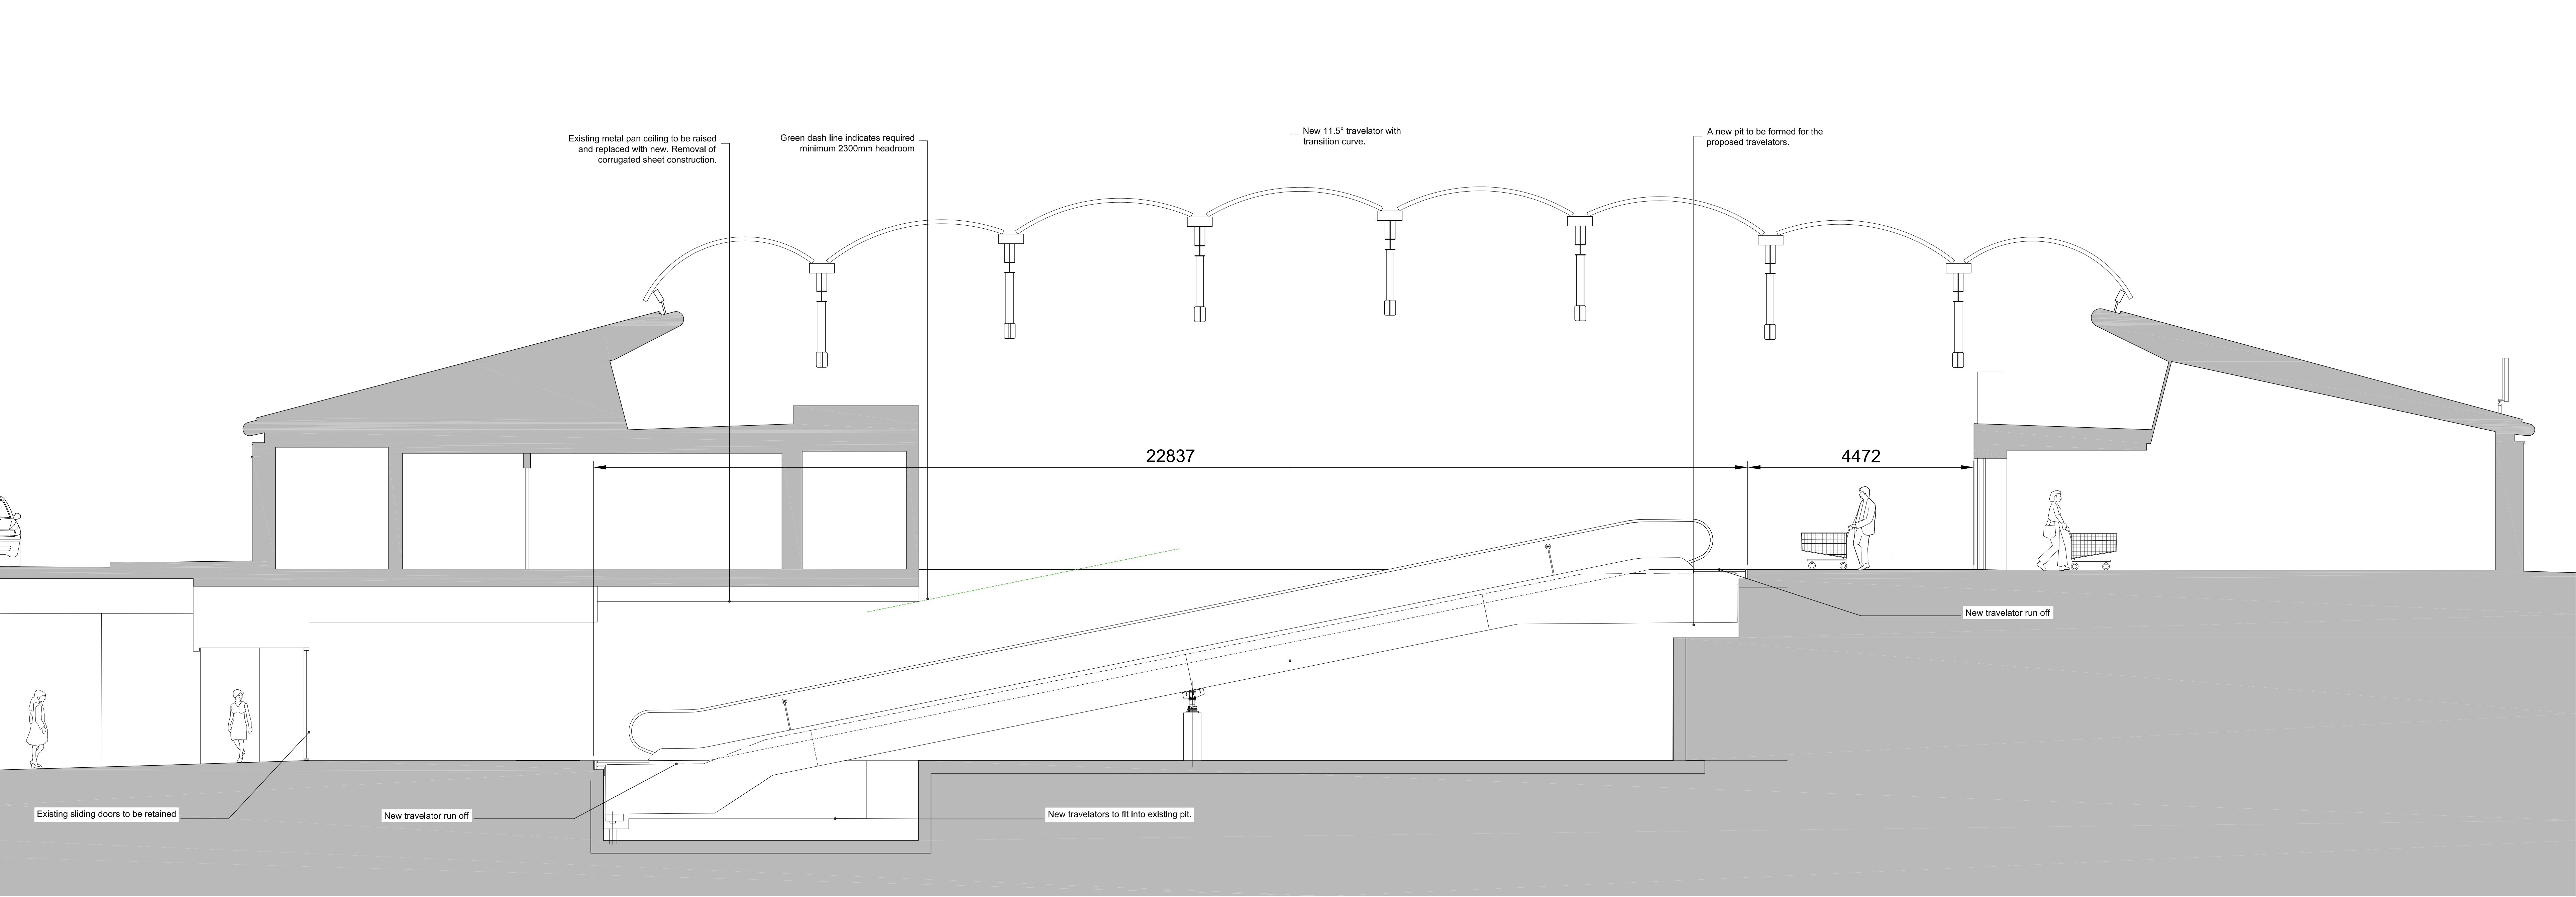 Existing metal pan ceiling to be raised
and replaced with new. Removal of
corrugated sheet construction.
Green dash line indicates required
minimum 2300mm headroom
New 11.5° travelator with
transition curve.
A new pit to be formed for the
proposed travelators.
22837
4472
New travelator run off
Existing sliding doors to be retained
New travelator run off
New travelators to fit into existing pit.